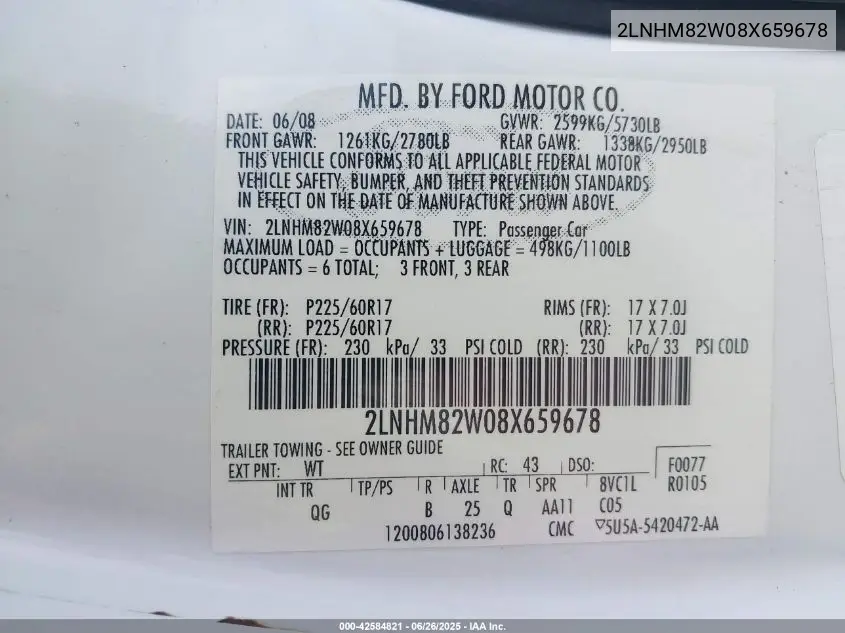 2LNHM82W08X659678
MFD. BY FORD MOTOR CO.
DATE: 06/08 GVWR: 2599KG/5730LB
FRONT GAWR: 1261KG/2780LB REAR GAWR: 1338KG/2950LB
THIS VEHICLE CONFORMS TO ALL APPLICABLE FEDERAL MOTOR
VEHICLE SAFETY, BUMPER, AND THEFT PREVENTION STANDARDS
IN EFFECT ON THE DATE OF MANUFACTURE SHOWN ABOVE.
VIN: 2LNHM82W08X659678 TYPE: Passenger Car
MAXIMUM LOAD = OCCUPANTS + LUGGAGE = 498KG/1100LB
OCCUPANTS = 6 TOTAL; 3 FRONT, 3 REAR
TIRE (FR): P225/60R17 RIMS (FR): 17 X 7.0J
(RR): P225/60R17 (RR): 17 X 7.0J
PRESSURE (FR): 230 kPa/ 33 PSI COLD (RR): 230 kPa/ 33 PSI COLD
2LNHM82W08X659678
TRAILER TOWING - SEE OWNER GUIDE
EXT PNT: WT RC: 43 DSO: F0077
INT TR TP/PS R AXLE TR SPR 8VC1L R0105
QG B 25 Q AA11 C05
1200806138236 CMC ▽5U5A-5420472-AA
000-42584821 - 06/26/2025 - IAA Inc.